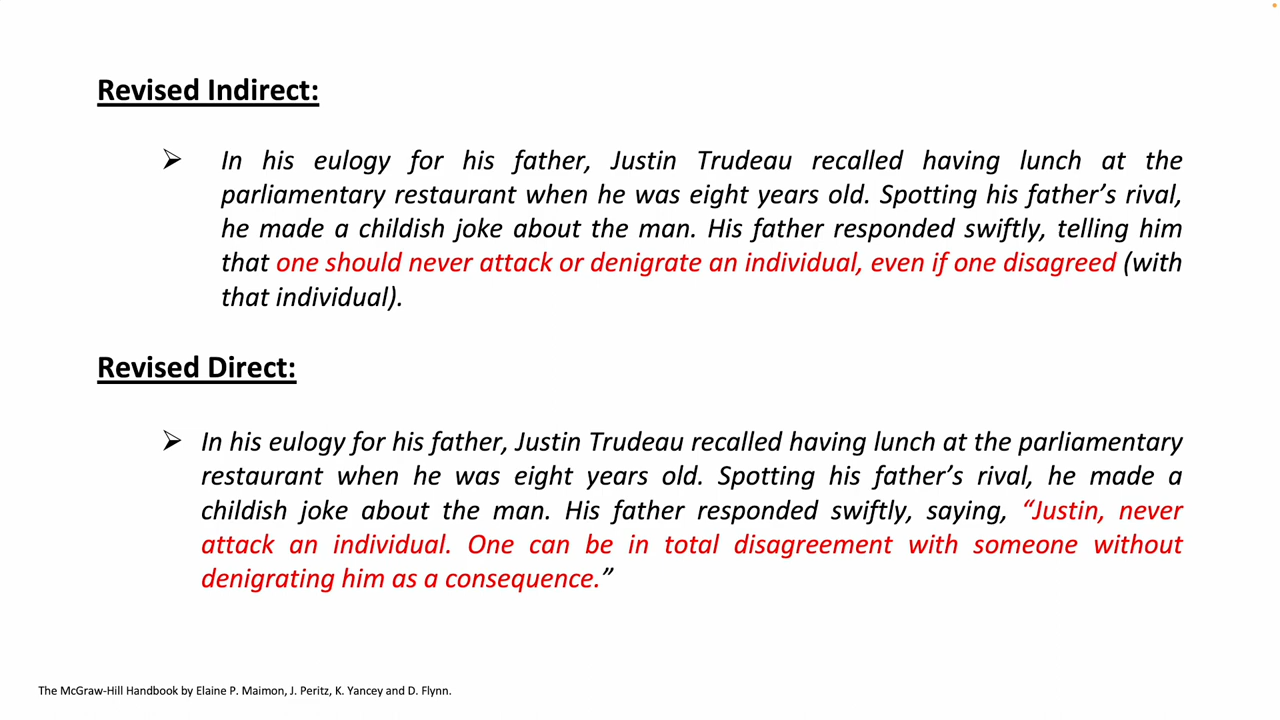 Revised Indirect:
➢ In his eulogy for his father, Justin Trudeau recalled having lunch at the
parliamentary restaurant when he was eight years old. Spotting his father’s rival,
he made a childish joke about the man. His father responded swiftly, telling him
that one should never attack or denigrate an individual, even if one disagreed (with
that individual).
Revised Direct:
➢ In his eulogy for his father, Justin Trudeau recalled having lunch at the parliamentary
restaurant when he was eight years old. Spotting his father’s rival, he made a
childish joke about the man. His father responded swiftly, saying, “Justin, never
attack an individual. One can be in total disagreement with someone without
denigrating him as a consequence.”
The McGraw-Hill Handbook by Elaine P. Maimon, J. Peritz, K. Yancey and D. Flynn.